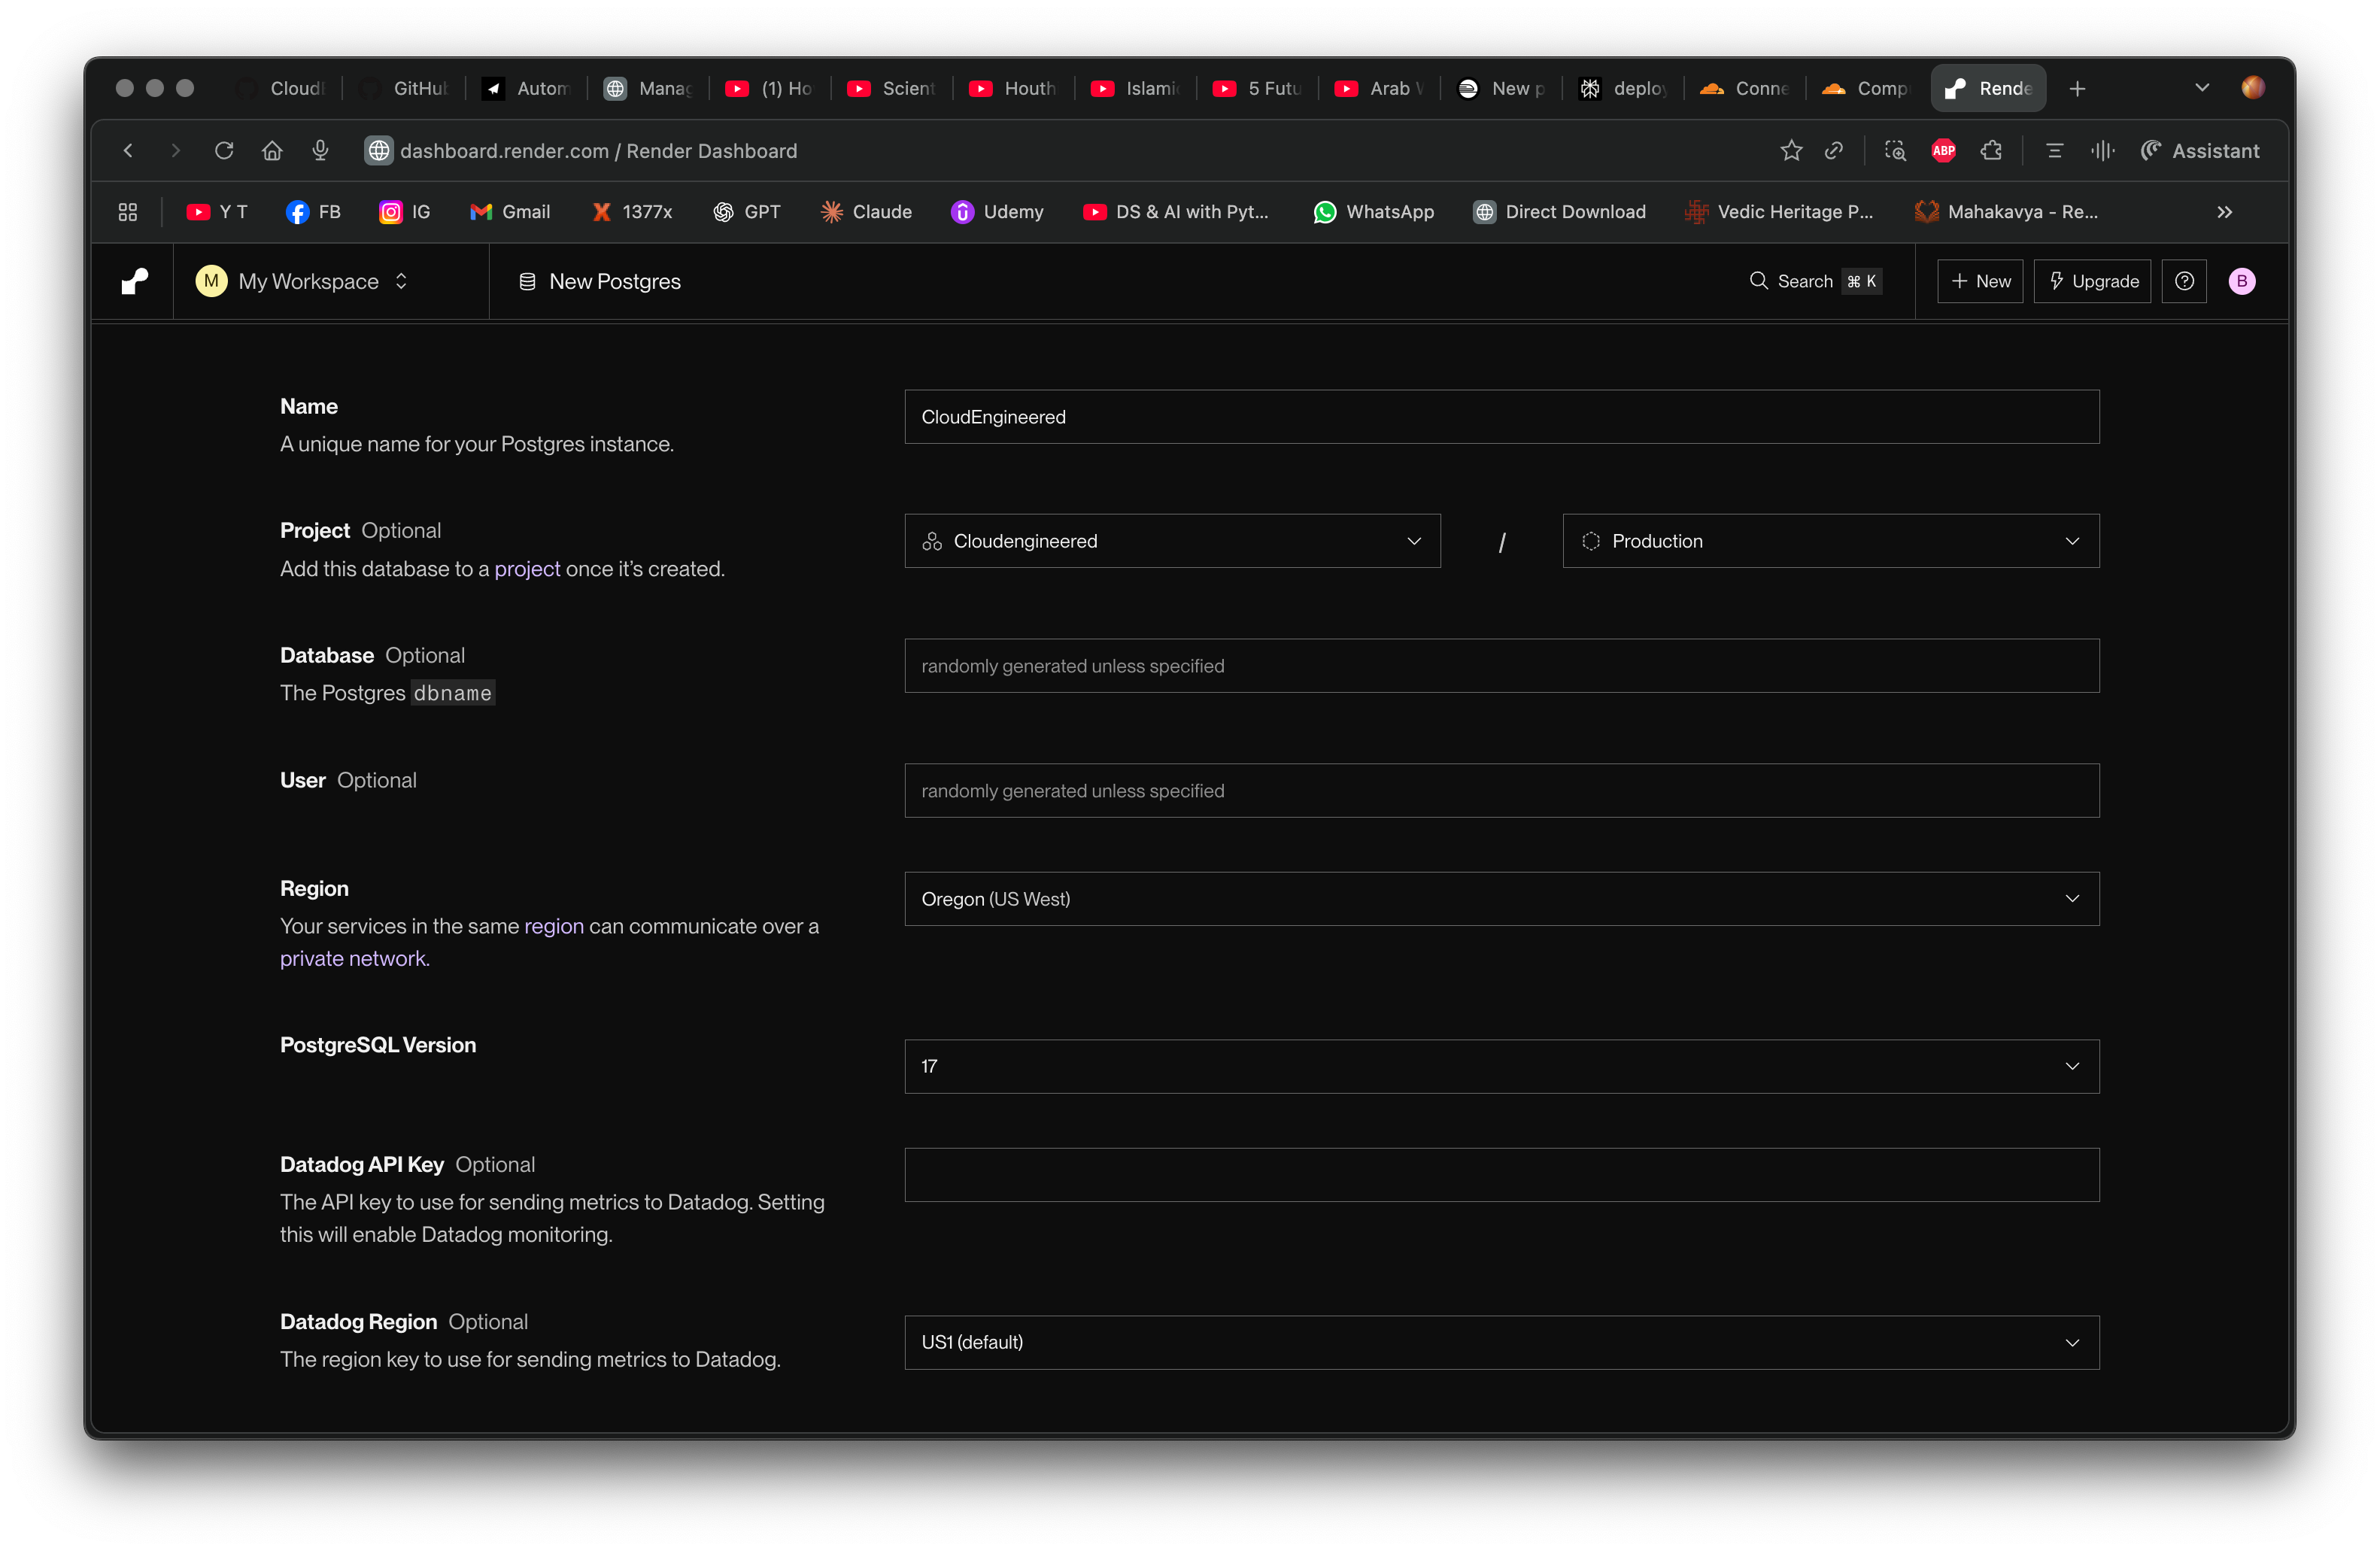 CloudE GitHub Autom Manag (1) Ho Scient Houth Islamic 5 Futu Arab W New p deploy Conne Comp Rende
dashboard.render.com / Render Dashboard ABP Assistant
Y T FB IG Gmail 1377x GPT Claude Udemy DS & AI with Pyt... WhatsApp Direct Download Vedic Heritage P... Mahakavya - Re...
M My Workspace New Postgres Search ⌘ K + New Upgrade B
Name
CloudEngineered
A unique name for your Postgres instance.
Project Optional
Cloudengineered / Production
Add this database to a project once it's created.
Database Optional
randomly generated unless specified
The Postgres dbname
User Optional
randomly generated unless specified
Region
Oregon (US West)
Your services in the same region can communicate over a
private network.
PostgreSQL Version
17
Datadog API Key Optional
The API key to use for sending metrics to Datadog. Setting
this will enable Datadog monitoring.
Datadog Region Optional
US1 (default)
The region key to use for sending metrics to Datadog.